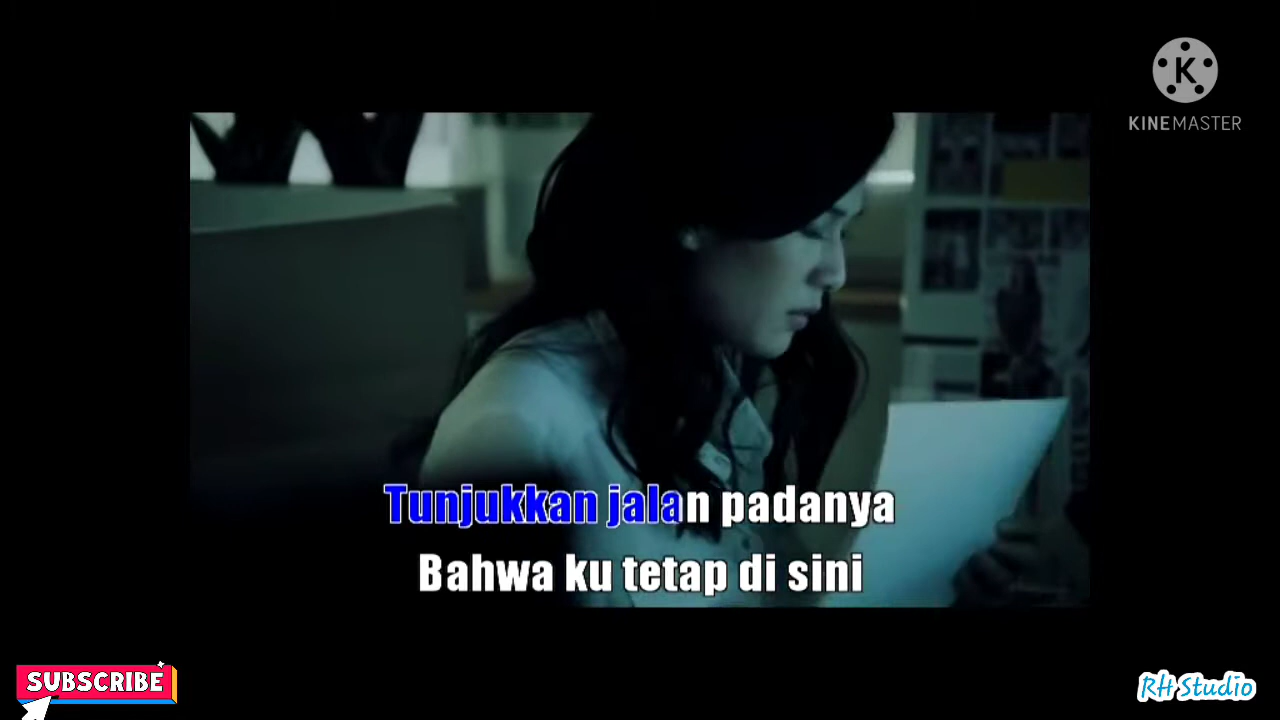 KINEMASTER
Tunjukkan jalan padanya
Bahwa ku tetap di sini
SUBSCRIBE
RH Studio